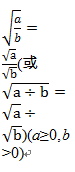 √(a/b) =
√a/√b(或
√(a÷b) =
√a ÷
√b)(a≥0,b
>0)↵